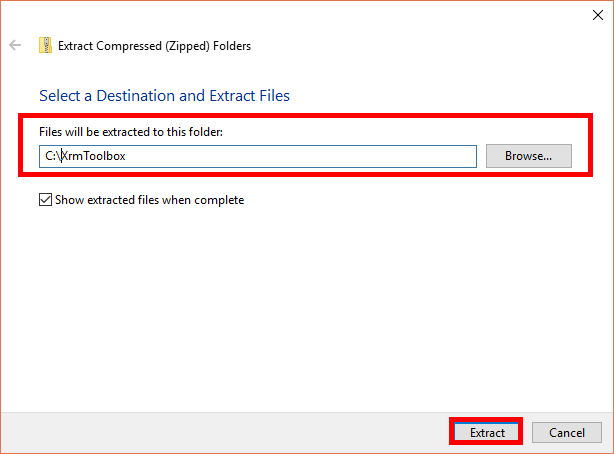 Extract Compressed (Zipped) Folders
Select a Destination and Extract Files
Files will be extracted to this folder:
C:\XrmToolbox
Browse...
Show extracted files when complete
Extract
Cancel